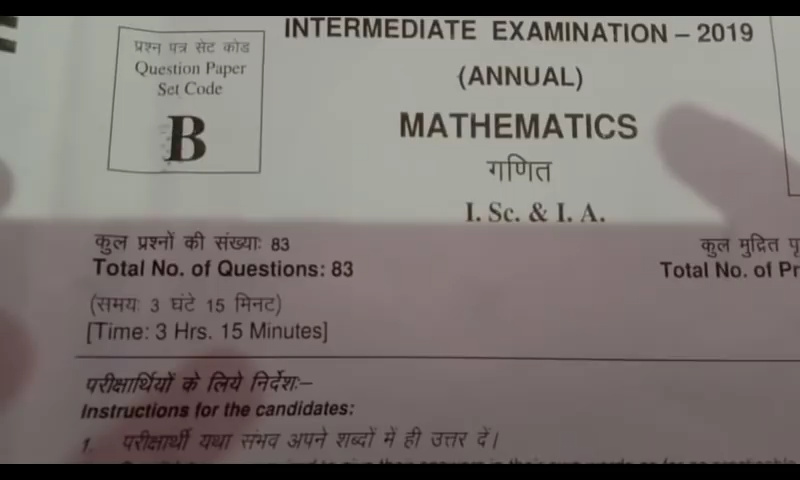 प्रश्न पत्र सेट कोड
Question Paper
Set Code
B
INTERMEDIATE EXAMINATION – 2019
(ANNUAL)
MATHEMATICS
गणित
I. Sc. & I. A.
कुल प्रश्नों की संख्याः 83
Total No. of Questions: 83
कुल मुद्रित
Total No. of
(समयः 3 घंटे 15 मिनट)
[Time: 3 Hrs. 15 Minutes]
परीक्षार्थियों के लिये निर्देशः–
Instructions for the candidates:
1. परीक्षार्थी यथा संभव अपने शब्दों में ही उत्तर दें।